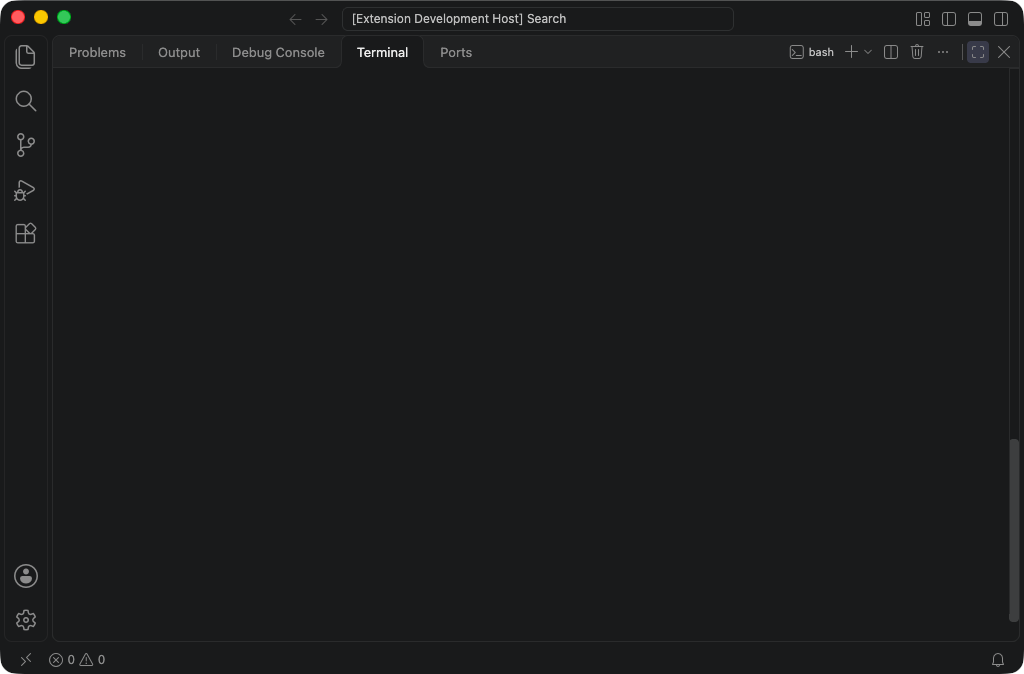 [Extension Development Host] Search
Problems Output Debug Console Terminal Ports bash
0 0